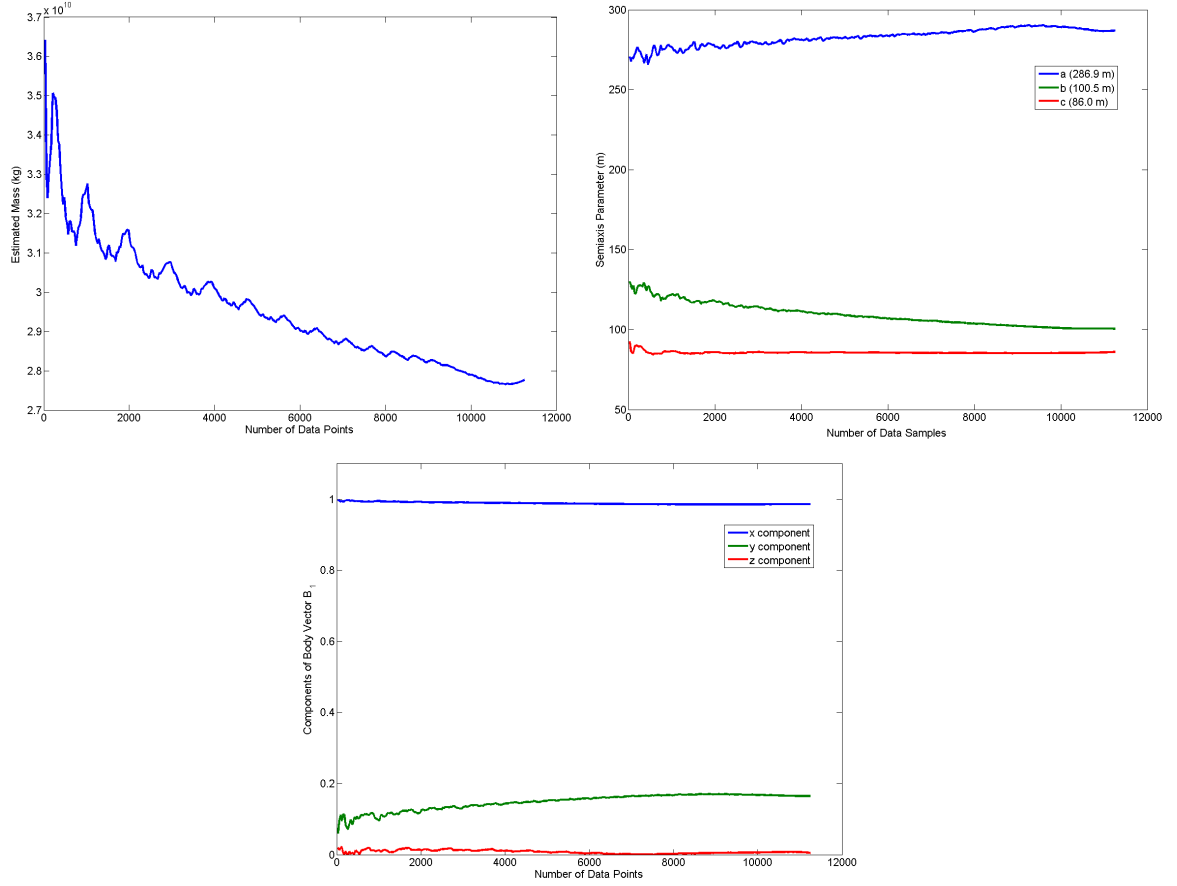 x 10^10
3.7
3.6
3.5
3.4
3.3
3.2
3.1
3
2.9
2.8
2.7
0 2000 4000 6000 8000 10000 12000
Number of Data Points
Estimated Mass (kg)
300
250
200
150
100
50
0 2000 4000 6000 8000 10000 12000
Number of Data Samples
Semiaxis Parameter (m)
a (286.9 m)
b (100.5 m)
c (86.0 m)
1
0.8
0.6
0.4
0.2
0
0 2000 4000 6000 8000 10000 12000
Number of Data Points
Components of Body Vector B_1
x component
y component
z component